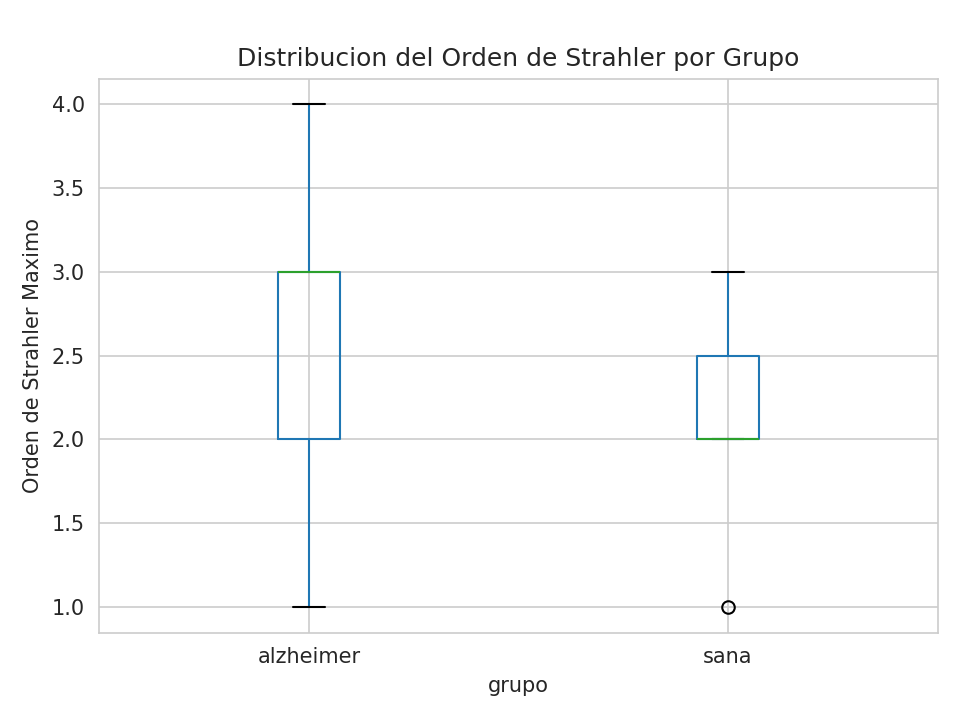 Distribucion del Orden de Strahler por Grupo
Orden de Strahler Maximo
4.0
3.5
3.0
2.5
2.0
1.5
1.0
alzheimer
sana
grupo